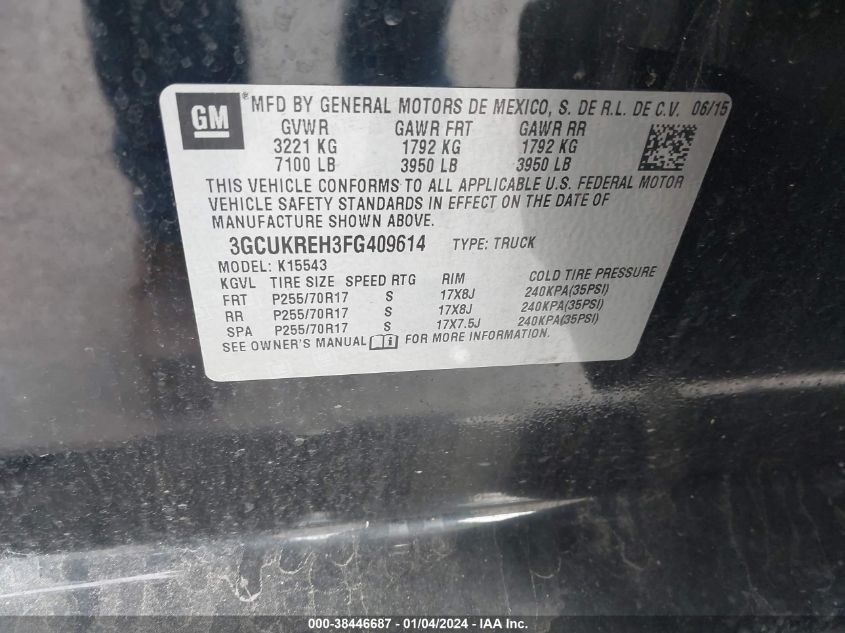 GM *MFD BY GENERAL MOTORS DE MEXICO, S. DE R.L. DE C.V. 06/15
GVWR GAWR FRT GAWR RR
3221 KG 1792 KG 1792 KG
7100 LB 3950 LB 3950 LB
THIS VEHICLE CONFORMS TO ALL APPLICABLE U.S. FEDERAL MOTOR
VEHICLE SAFETY STANDARDS IN EFFECT ON THE DATE OF
MANUFACTURE SHOWN ABOVE.
3GCUKREH3FG409614 TYPE: TRUCK
MODEL: K15543
KGVL TIRE SIZE SPEED RTG RIM COLD TIRE PRESSURE
FRT P255/70R17 S 17X8J 240KPA(35PSI)
RR P255/70R17 S 17X8J 240KPA(35PSI)
SPA P255/70R17 S 17X7.5J 240KPA(35PSI)
SEE OWNER'S MANUAL i FOR MORE INFORMATION.
000-38446687 - 01/04/2024 - IAA Inc.